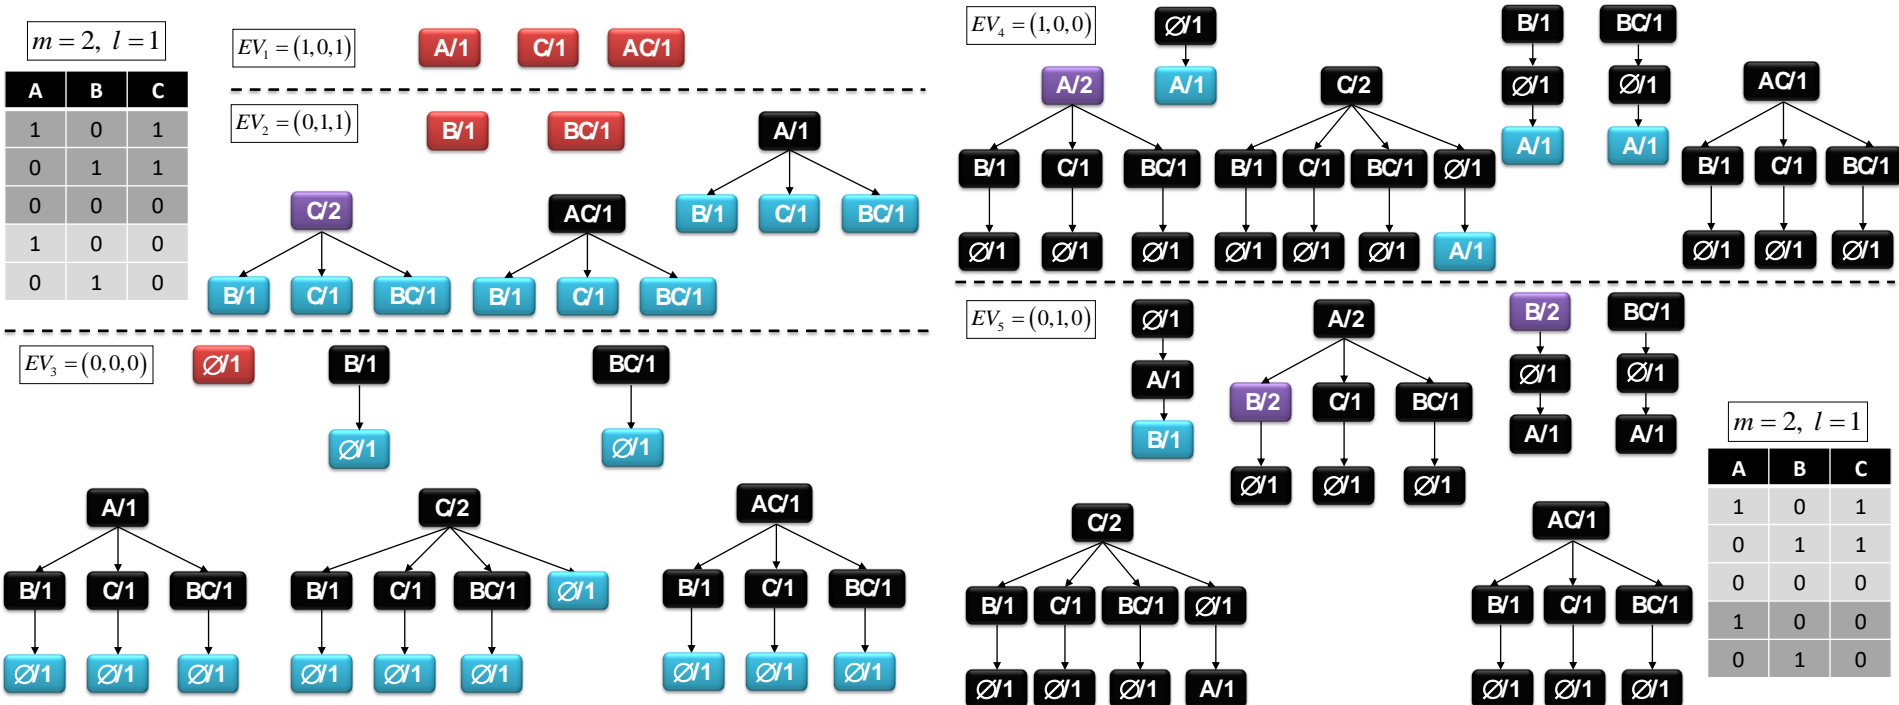 m = 2, l = 1
A B C
1 0 1
0 1 1
0 0 0
1 0 0
0 1 0
EV₁ = (1,0,1)
A/1 C/1 AC/1
EV₂ = (0,1,1)
B/1 BC/1 A/1
B/1 C/1 BC/1
C/2 AC/1
B/1 C/1 BC/1 B/1 C/1 BC/1
EV₃ = (0,0,0)
∅/1 B/1 BC/1
∅/1 ∅/1
A/1 C/2 AC/1
B/1 C/1 BC/1 B/1 C/1 BC/1 ∅/1 B/1 C/1 BC/1
∅/1 ∅/1 ∅/1 ∅/1 ∅/1 ∅/1 ∅/1 ∅/1 ∅/1
EV₄ = (1,0,0)
∅/1 B/1 BC/1
A/2 A/1 C/2 ∅/1 ∅/1 AC/1
A/1 A/1
B/1 C/1 BC/1 B/1 C/1 BC/1 ∅/1 B/1 C/1 BC/1
∅/1 ∅/1 ∅/1 ∅/1 ∅/1 ∅/1 A/1 ∅/1 ∅/1 ∅/1
EV₅ = (0,1,0)
∅/1 A/2 B/2 BC/1
A/1 ∅/1 ∅/1
B/2 C/1 BC/1
B/1 A/1 A/1
∅/1 ∅/1 ∅/1
C/2 AC/1
B/1 C/1 BC/1 ∅/1 B/1 C/1 BC/1
∅/1 ∅/1 ∅/1 A/1 ∅/1 ∅/1 ∅/1
m = 2, l = 1
A B C
1 0 1
0 1 1
0 0 0
1 0 0
0 1 0